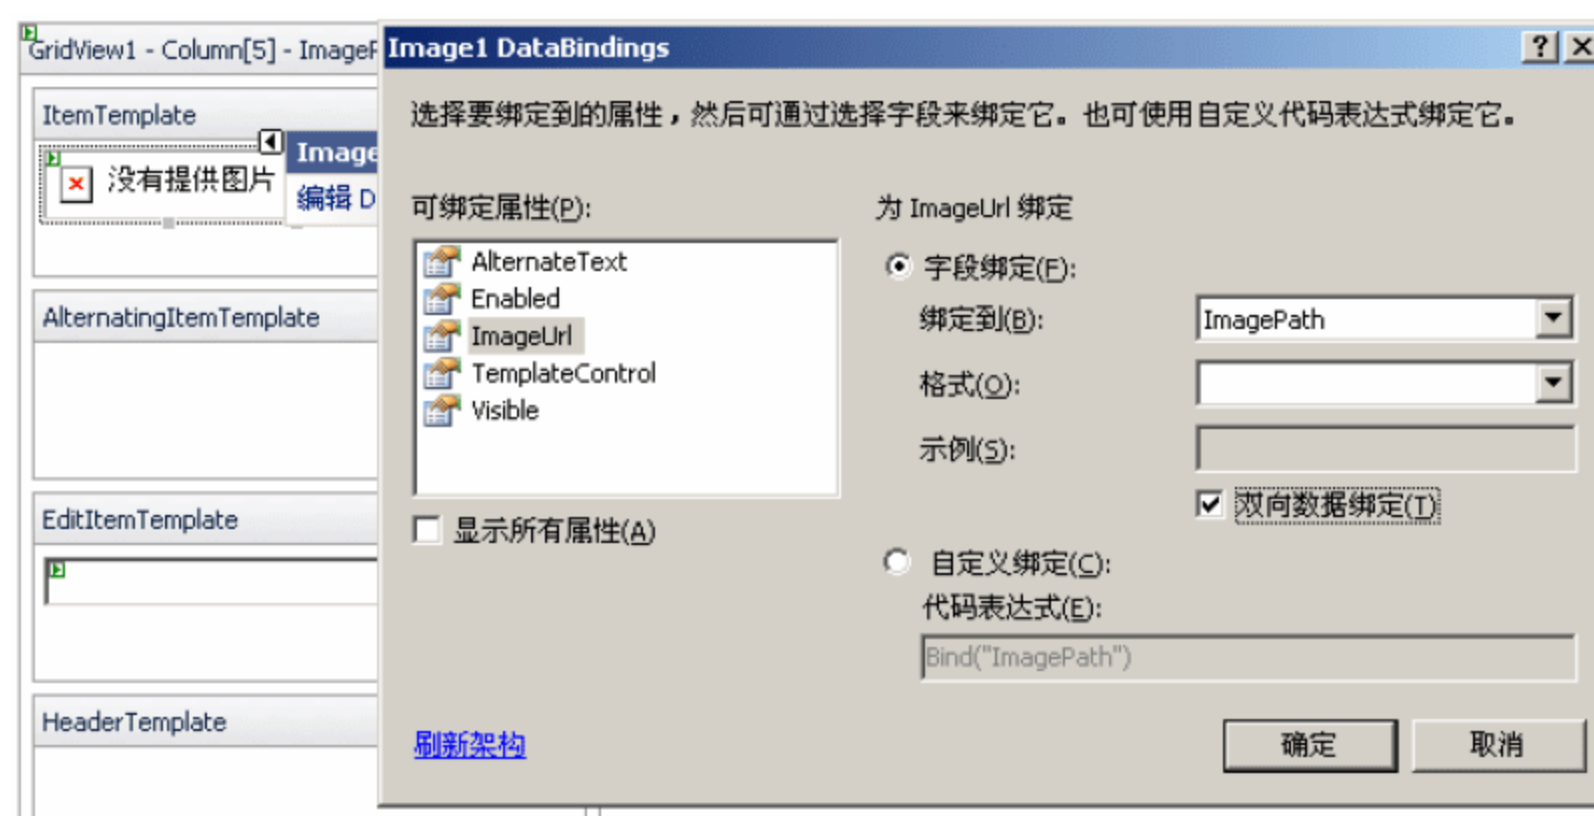 GridView1 - Column[5] - ImageP
Image1 DataBindings
ItemTemplate
没有提供图片
Image
编辑 D
AlternatingItemTemplate
EditItemTemplate
HeaderTemplate
选择要绑定到的属性，然后可通过选择字段来绑定它。也可使用自定义代码表达式绑定它。
可绑定属性(P):
AlternateText
Enabled
ImageUrl
TemplateControl
Visible
显示所有属性(A)
为 ImageUrl 绑定
字段绑定(F):
绑定到(B):
ImagePath
格式(O):
示例(S):
双向数据绑定(T)
自定义绑定(C):
代码表达式(E):
Bind("ImagePath")
刷新架构
确定
取消